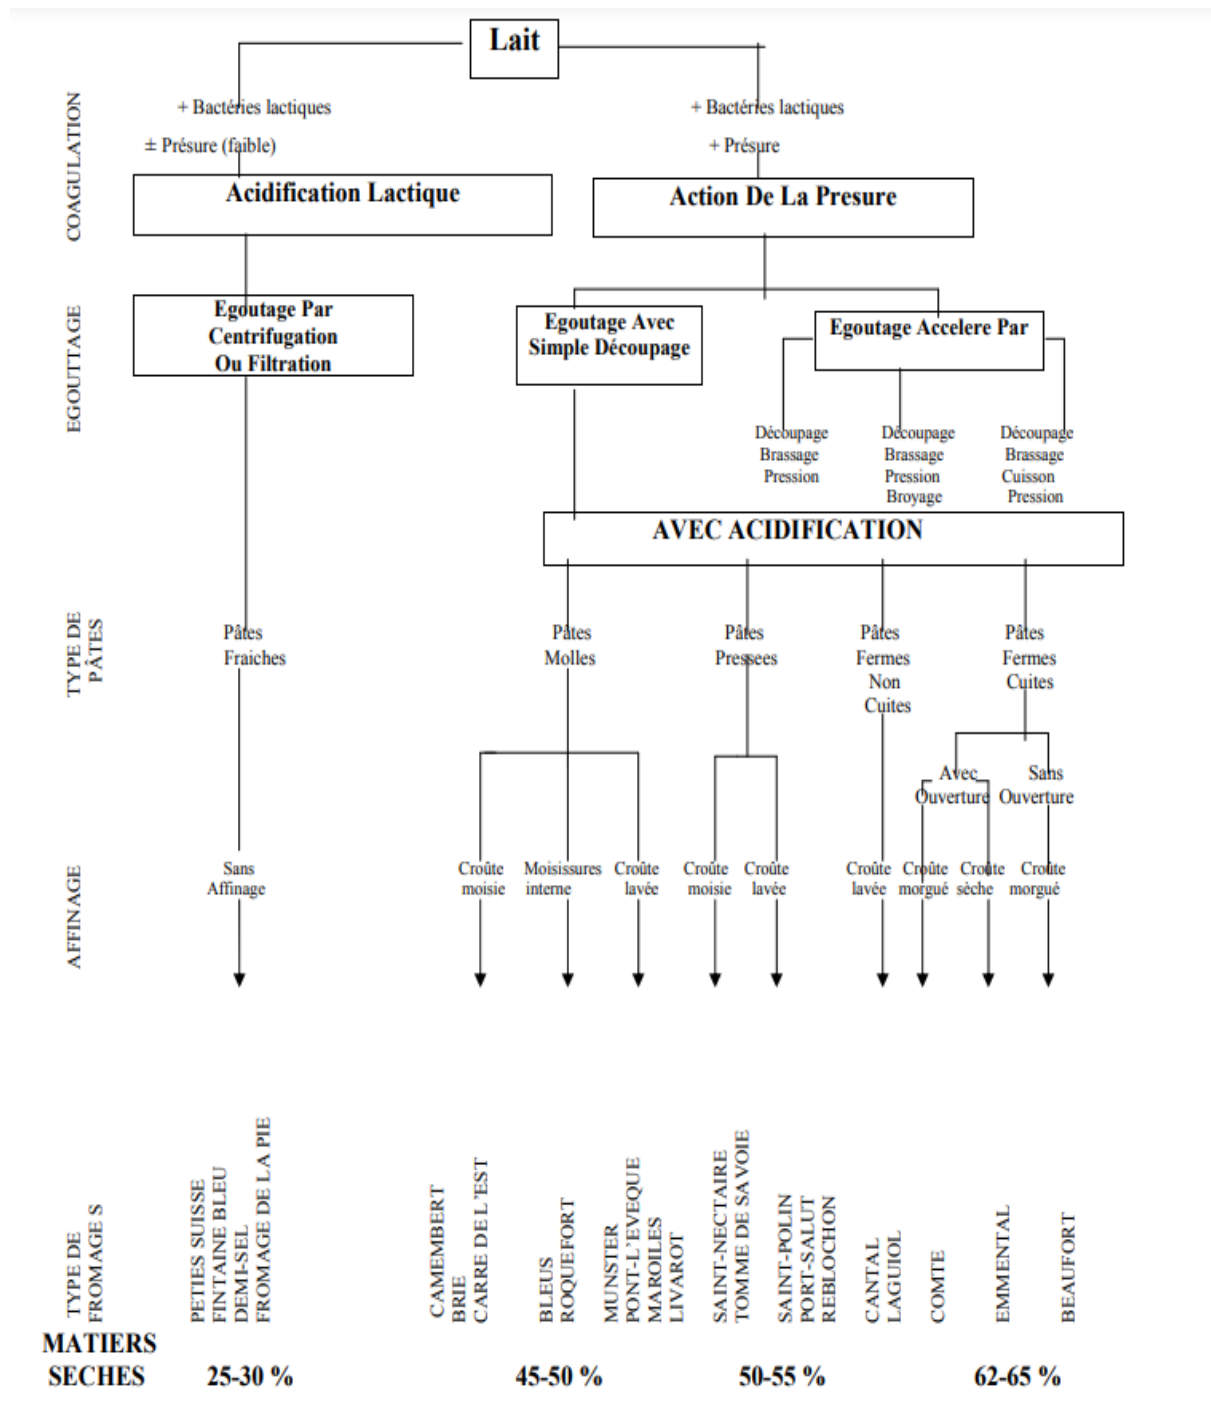 Lait
+ Bactéries lactiques
± Présure (faible)
+ Bactéries lactiques
+ Présure
COAGULATION
Acidification Lactique
Action De La Presure
EGOUTTAGE
Egoutage Par
Centrifugation
Ou Filtration
Egoutage Avec
Simple Découpage
Egoutage Accelere Par
Découpage
Brassage
Pression
Découpage
Brassage
Pression
Broyage
Découpage
Brassage
Cuisson
Pression
AVEC ACIDIFICATION
TYPE DE
PÂTES
Pâtes
Fraiches
Pâtes
Molles
Pâtes
Pressees
Pâtes
Fermes
Non
Cuites
Pâtes
Fermes
Cuites
Avec
Ouverture
Sans
Ouverture
AFFINAGE
Sans
Affinage
Croûte
moisie
Moisissures
interne
Croûte
lavée
Croûte
moisie
Croûte
lavée
Croûte
lavée
Croûte
morgué
Croûte
sèche
Croûte
morgué
TYPE DE
FROMAGE S
PETIES SUISSE
FINTAINE BLEU
DEMI-SEL
FROMAGE DE LA PIE
CAMEMBERT
BRIE
CARRE DE L'EST
BLEUS
ROQUEFORT
MUNSTER
PONT-L'EVEQUE
MAROILES
LIVAROT
SAINT-NECTAIRE
TOMME DE SAVOIE
SAINT-POLIN
PORT-SALUT
REBLOCHON
CANTAL
LAGUIOL
COMTE
EMMENTAL
BEAUFORT
MATIERS
SECHES
25-30 %
45-50 %
50-55 %
62-65 %